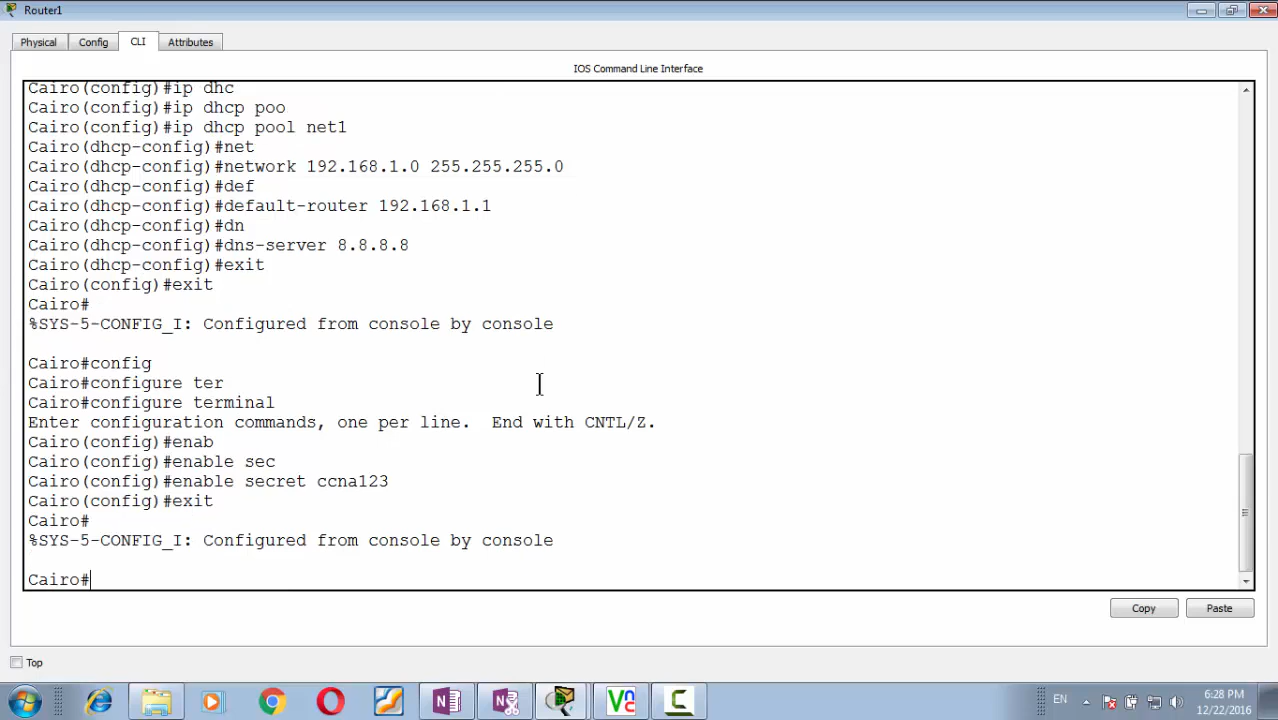 Router1
Physical Config CLI Attributes
IOS Command Line Interface
Cairo(config)#ip dhc
Cairo(config)#ip dhcp poo
Cairo(config)#ip dhcp pool net1
Cairo(dhcp-config)#net
Cairo(dhcp-config)#network 192.168.1.0 255.255.255.0
Cairo(dhcp-config)#def
Cairo(dhcp-config)#default-router 192.168.1.1
Cairo(dhcp-config)#dn
Cairo(dhcp-config)#dns-server 8.8.8.8
Cairo(dhcp-config)#exit
Cairo(config)#exit
Cairo#
%SYS-5-CONFIG_I: Configured from console by console
Cairo#config
Cairo#configure ter
Cairo#configure terminal
Enter configuration commands, one per line.  End with CNTL/Z.
Cairo(config)#enab
Cairo(config)#enable sec
Cairo(config)#enable secret ccna123
Cairo(config)#exit
Cairo#
%SYS-5-CONFIG_I: Configured from console by console
Cairo#
Copy Paste
Top
EN 6:28 PM
12/22/2016